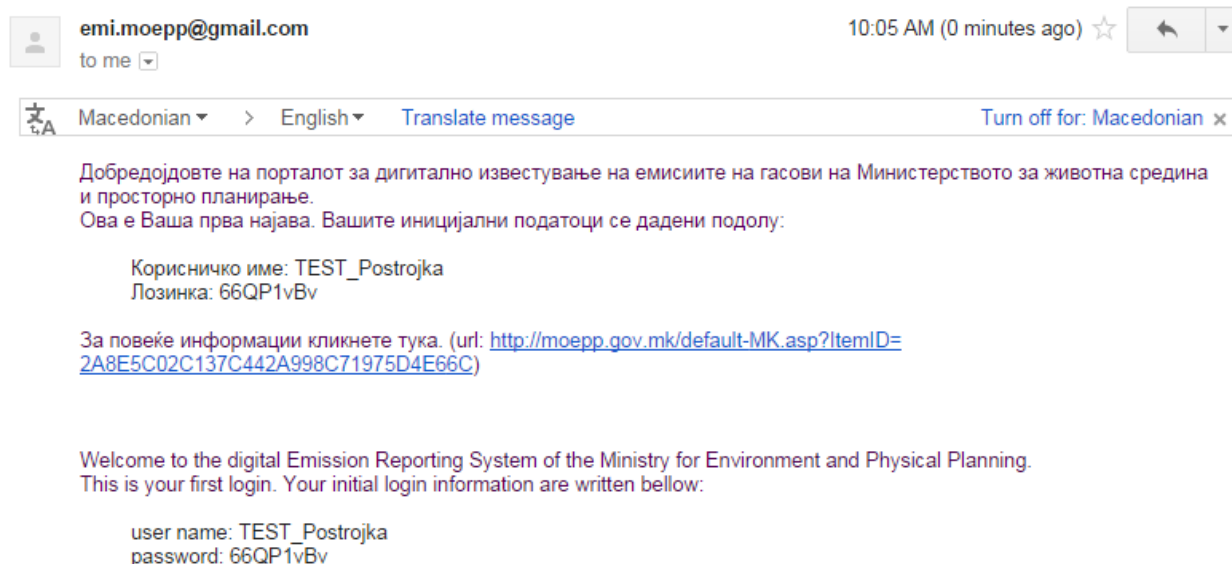 emi.moepp@gmail.com
10:05 AM (0 minutes ago)
to me
Macedonian > English Translate message Turn off for: Macedonian x
Добредојдовте на порталот за дигитално известување на емисиите на гасови на Министерството за животна средина
и просторно планирање.
Ова е Ваша прва најава. Вашите иницијални податоци се дадени подолу:
Корисничко име: TEST_Postrojka
Лозинка: 66QP1vBv
За повеќе информации кликнете тука. (url: http://moepp.gov.mk/default-MK.asp?ItemID=
2A8E5C02C137C442A998C71975D4E66C)
Welcome to the digital Emission Reporting System of the Ministry for Environment and Physical Planning.
This is your first login. Your initial login information are written bellow:
user name: TEST_Postrojka
password: 66QP1vBv